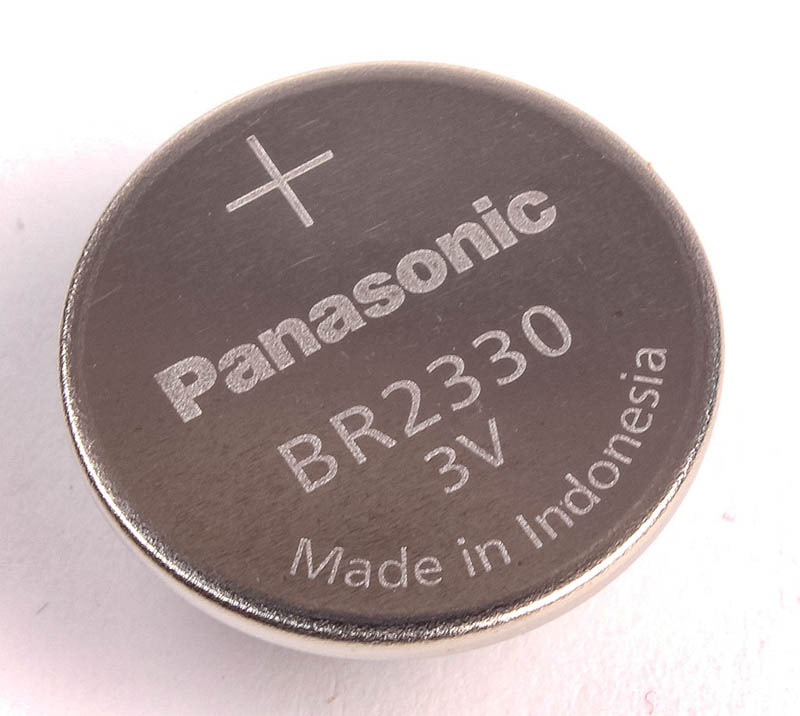 +
Panasonic
BR2330
3V
Made in Indonesia